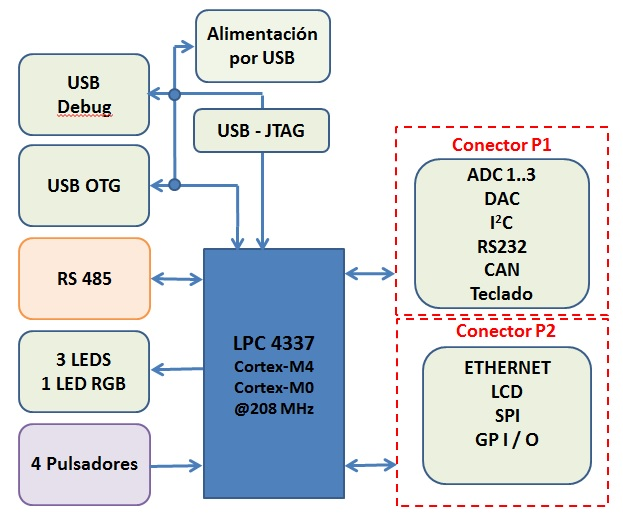 Alimentación
por USB
USB
Debug
USB - JTAG
USB OTG
Conector P1
ADC 1..3
DAC
I²C
RS232
CAN
Teclado
RS 485
LPC 4337
Cortex-M4
Cortex-M0
@208 MHz
3 LEDS
1 LED RGB
Conector P2
ETHERNET
LCD
SPI
GP I / O
4 Pulsadores